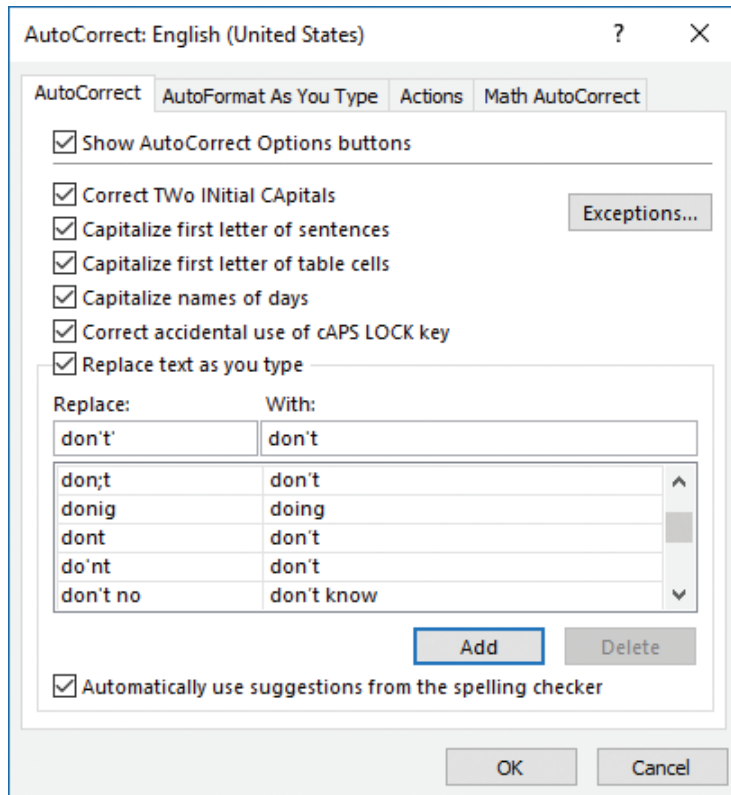 AutoCorrect: English (United States) ? ×
AutoCorrect AutoFormat As You Type Actions Math AutoCorrect
Show AutoCorrect Options buttons
Correct TWo INitial CApitals
Exceptions...
Capitalize first letter of sentences
Capitalize first letter of table cells
Capitalize names of days
Correct accidental use of cAPS LOCK key
Replace text as you type
Replace: With:
don't' don't
don;t don't
donig doing
dont don't
do'nt don't
don't no don't know
Add Delete
Automatically use suggestions from the spelling checker
OK Cancel